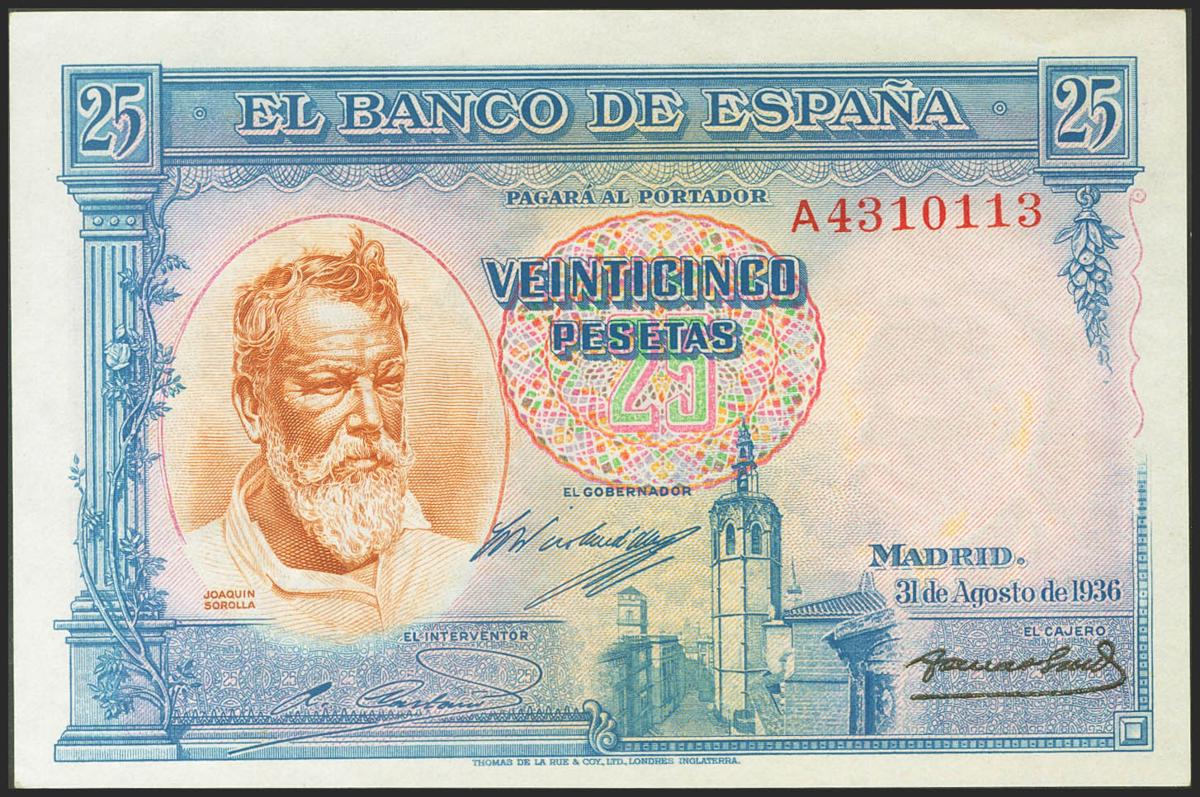 25 EL BANCO DE ESPAÑA 25
PAGARÁ AL PORTADOR
A4310113
VEINTICINCO
PESETAS
25
EL GOBERNADOR
MADRID.
31 de Agosto de 1936
JOAQUIN
SOROLLA
EL INTERVENTOR
EL CAJERO
THOMAS DE LA RUE & COY., LTD., LONDRES INGLATERRA.